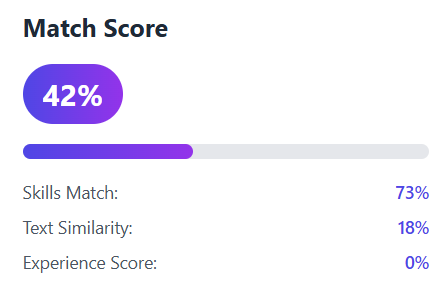 Match Score
42%
Skills Match: 73%
Text Similarity: 18%
Experience Score: 0%